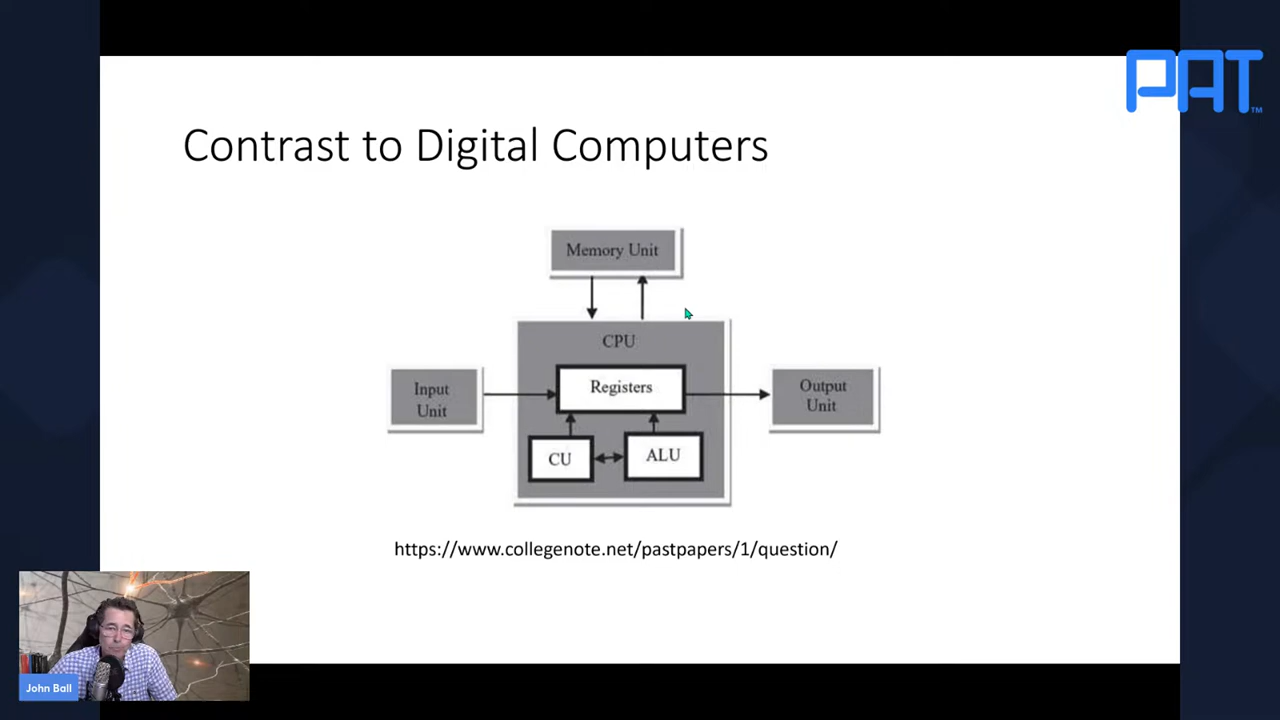 PAT™
Contrast to Digital Computers
Memory Unit
CPU
Registers
Input
Unit
Output
Unit
CU
ALU
https://www.collegenote.net/pastpapers/1/question/
John Ball